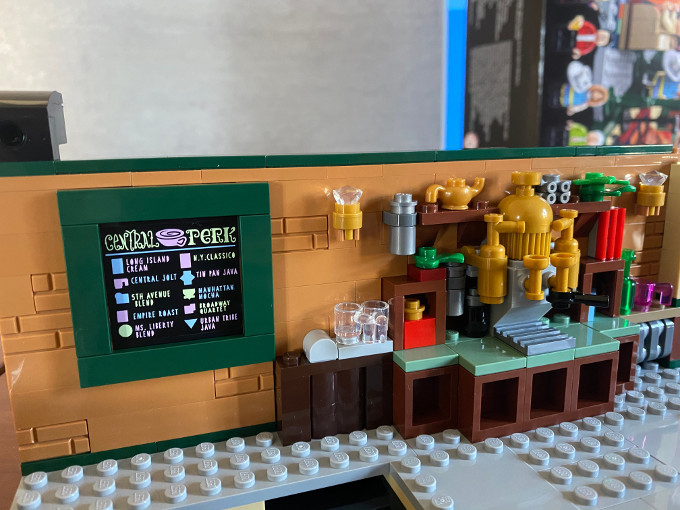 CENTRAL PERK
LONG ISLAND
CREAM
CENTRAL JOLT
5TH AVENUE
BLEND
EMPIRE ROAST
MS. LIBERTY
BLEND
N.Y. CLASSICO
TIN PAN JAVA
MANHATTAN
MOCHA
BROADWAY
QUARTET
URBAN TRIBE
JAVA